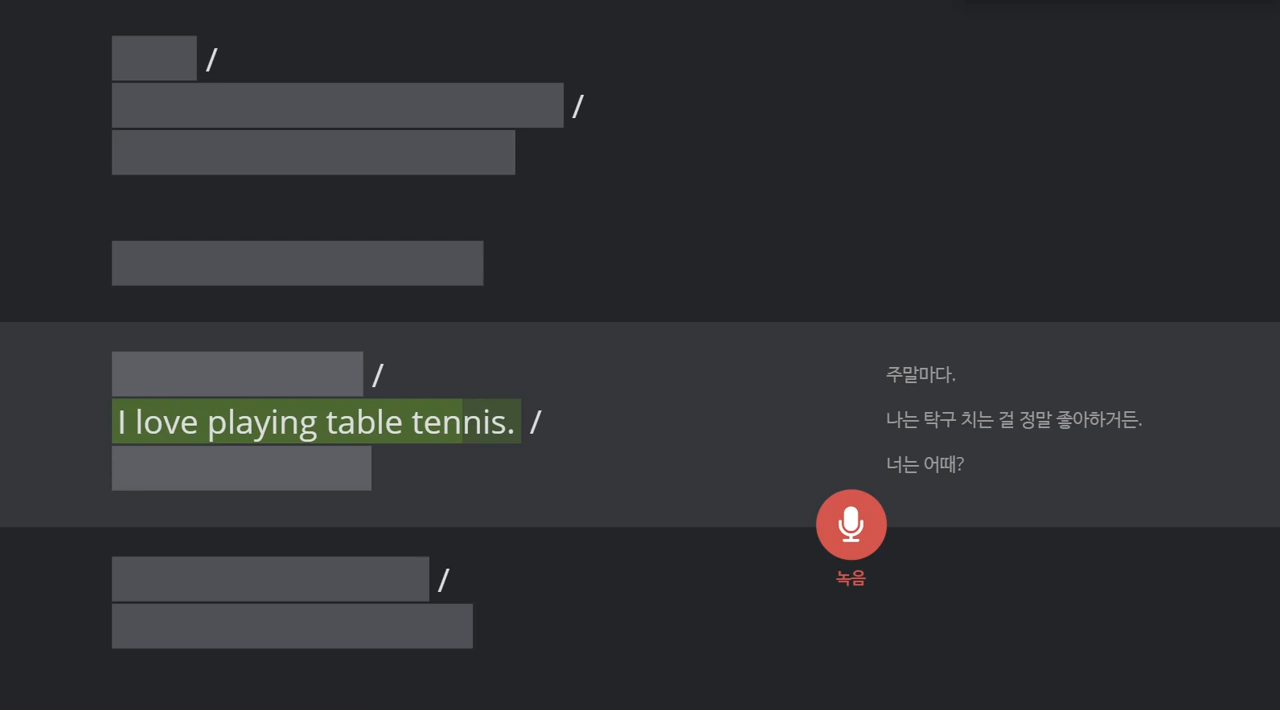 /
/
/
주말마다.
I love playing table tennis. /
나는 탁구 치는 걸 정말 좋아하거든.
너는 어때?
녹음
/